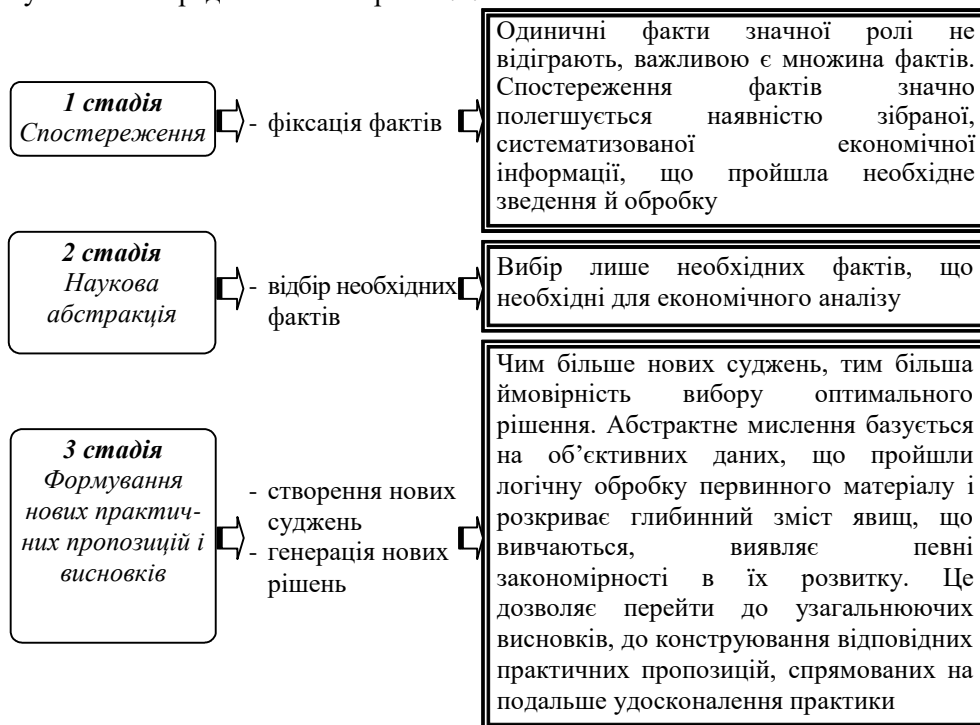 1 стадія
Спостереження
- фіксація фактів
Одиничні факти значної ролі не
відіграють, важливою є множина фактів.
Спостереження фактів значно
полегшується наявністю зібраної,
систематизованої економічної
інформації, що пройшла необхідне
зведення й обробку
2 стадія
Наукова
абстракція
- відбір необхідних
фактів
Вибір лише необхідних фактів, що
необхідні для економічного аналізу
3 стадія
Формування
нових практич-
них пропозицій і
висновків
- створення нових
суджень
- генерація нових
рішень
Чим більше нових суджень, тим більша
ймовірність вибору оптимального
рішення. Абстрактне мислення базується
на об’єктивних даних, що пройшли
логічну обробку первинного матеріалу і
розкриває глибинний зміст явищ, що
вивчаються, виявляє певні
закономірності в їх розвитку. Це
дозволяє перейти до узагальнюючих
висновків, до конструювання відповідних
практичних пропозицій, спрямованих на
подальше удосконалення практики